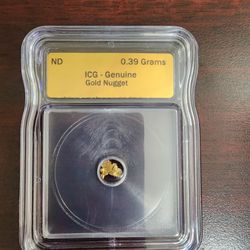 ND 0.39 Grams
ICG - Genuine
Gold Nugget